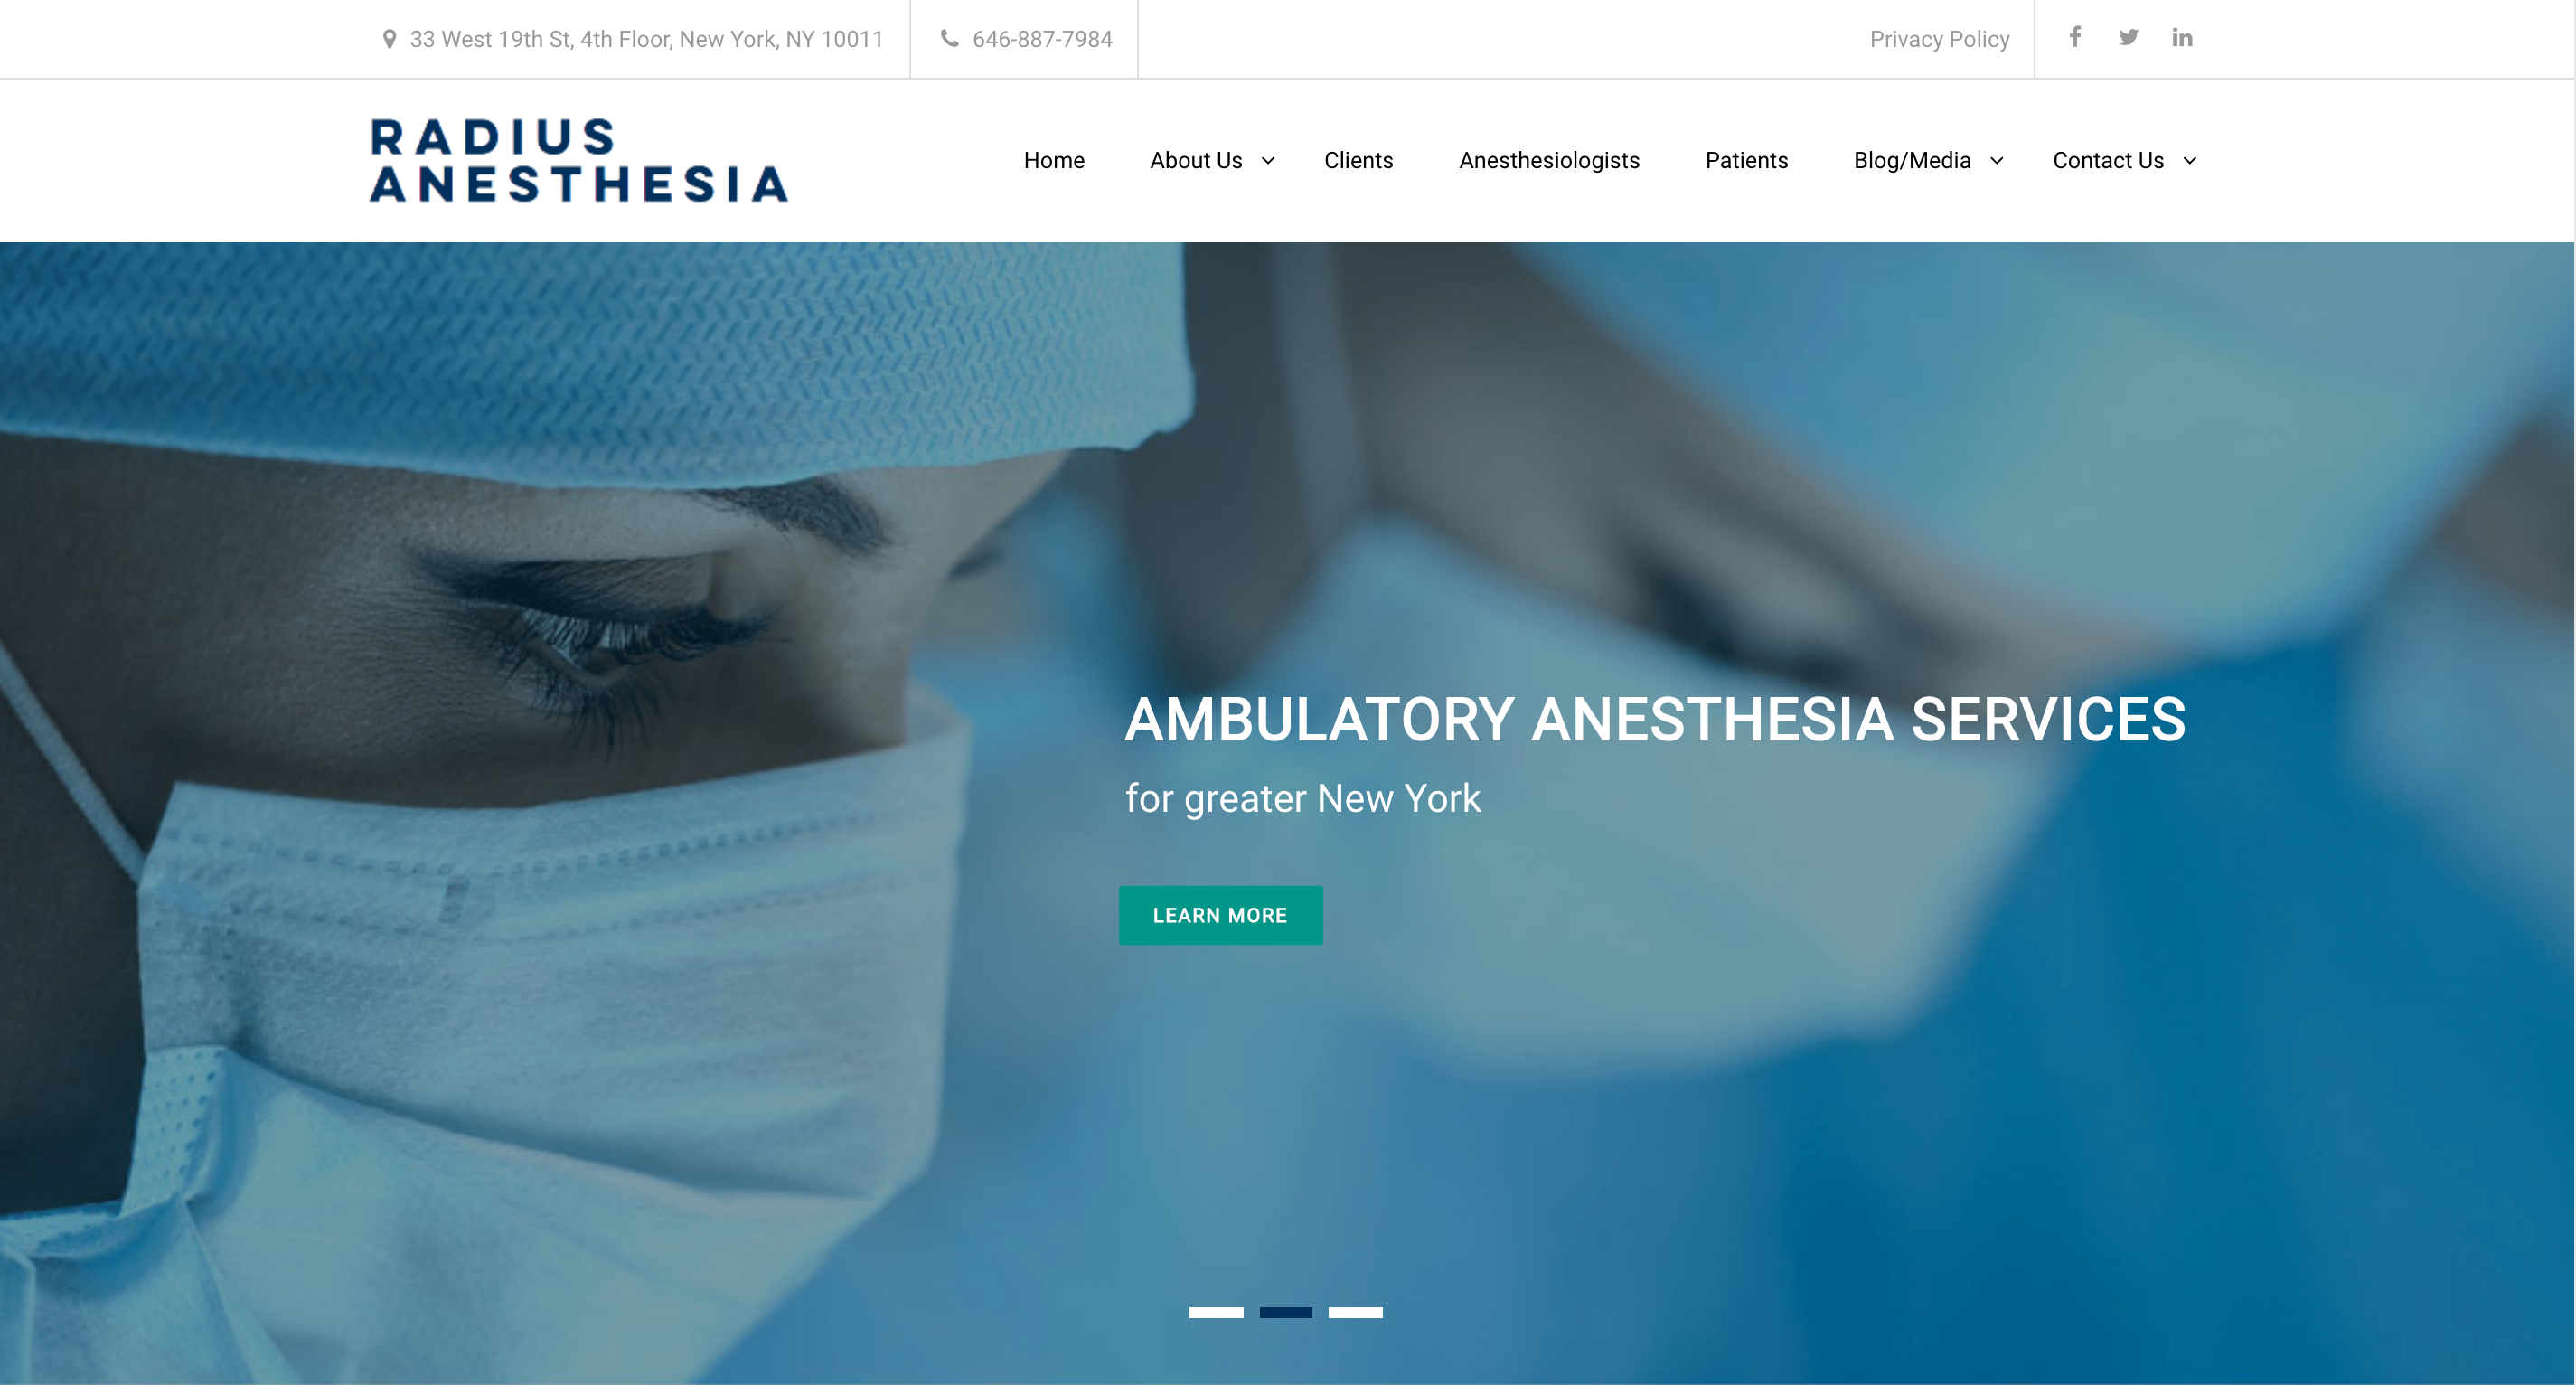 33 West 19th St, 4th Floor, New York, NY 10011
646-887-7984
Privacy Policy
RADIUS
ANESTHESIA
Home
About Us
Clients
Anesthesiologists
Patients
Blog/Media
Contact Us
AMBULATORY ANESTHESIA SERVICES
for greater New York
LEARN MORE